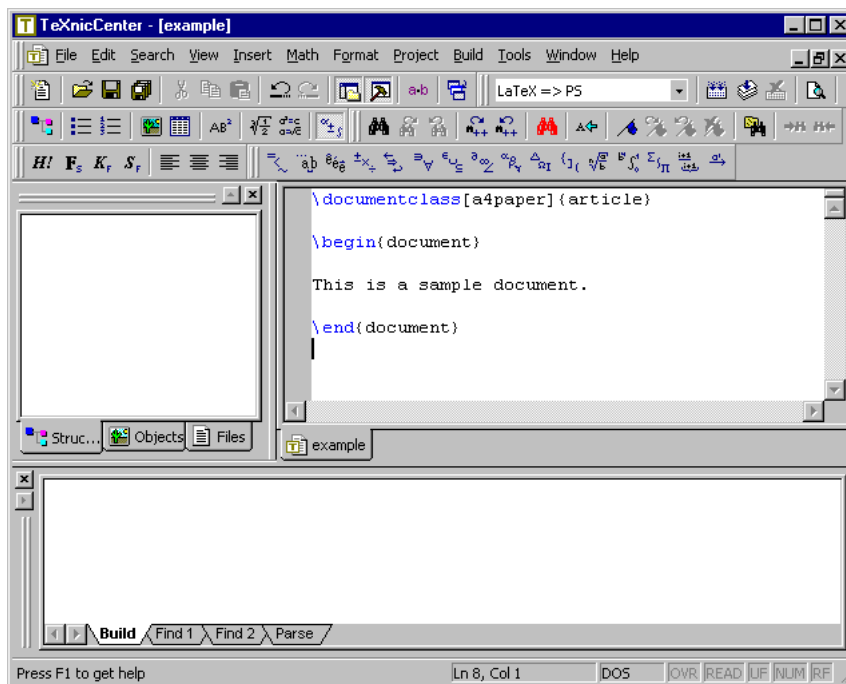 TeXnicCenter - [example]
File Edit Search View Insert Math Format Project Build Tools Window Help
LaTeX => PS
\documentclass[a4paper]{article}
\begin{document}
This is a sample document.
\end{document}
Struc... Objects Files
example
Build Find 1 Find 2 Parse
Press F1 to get help Ln 8, Col 1 DOS OVR READ UF NUM RF